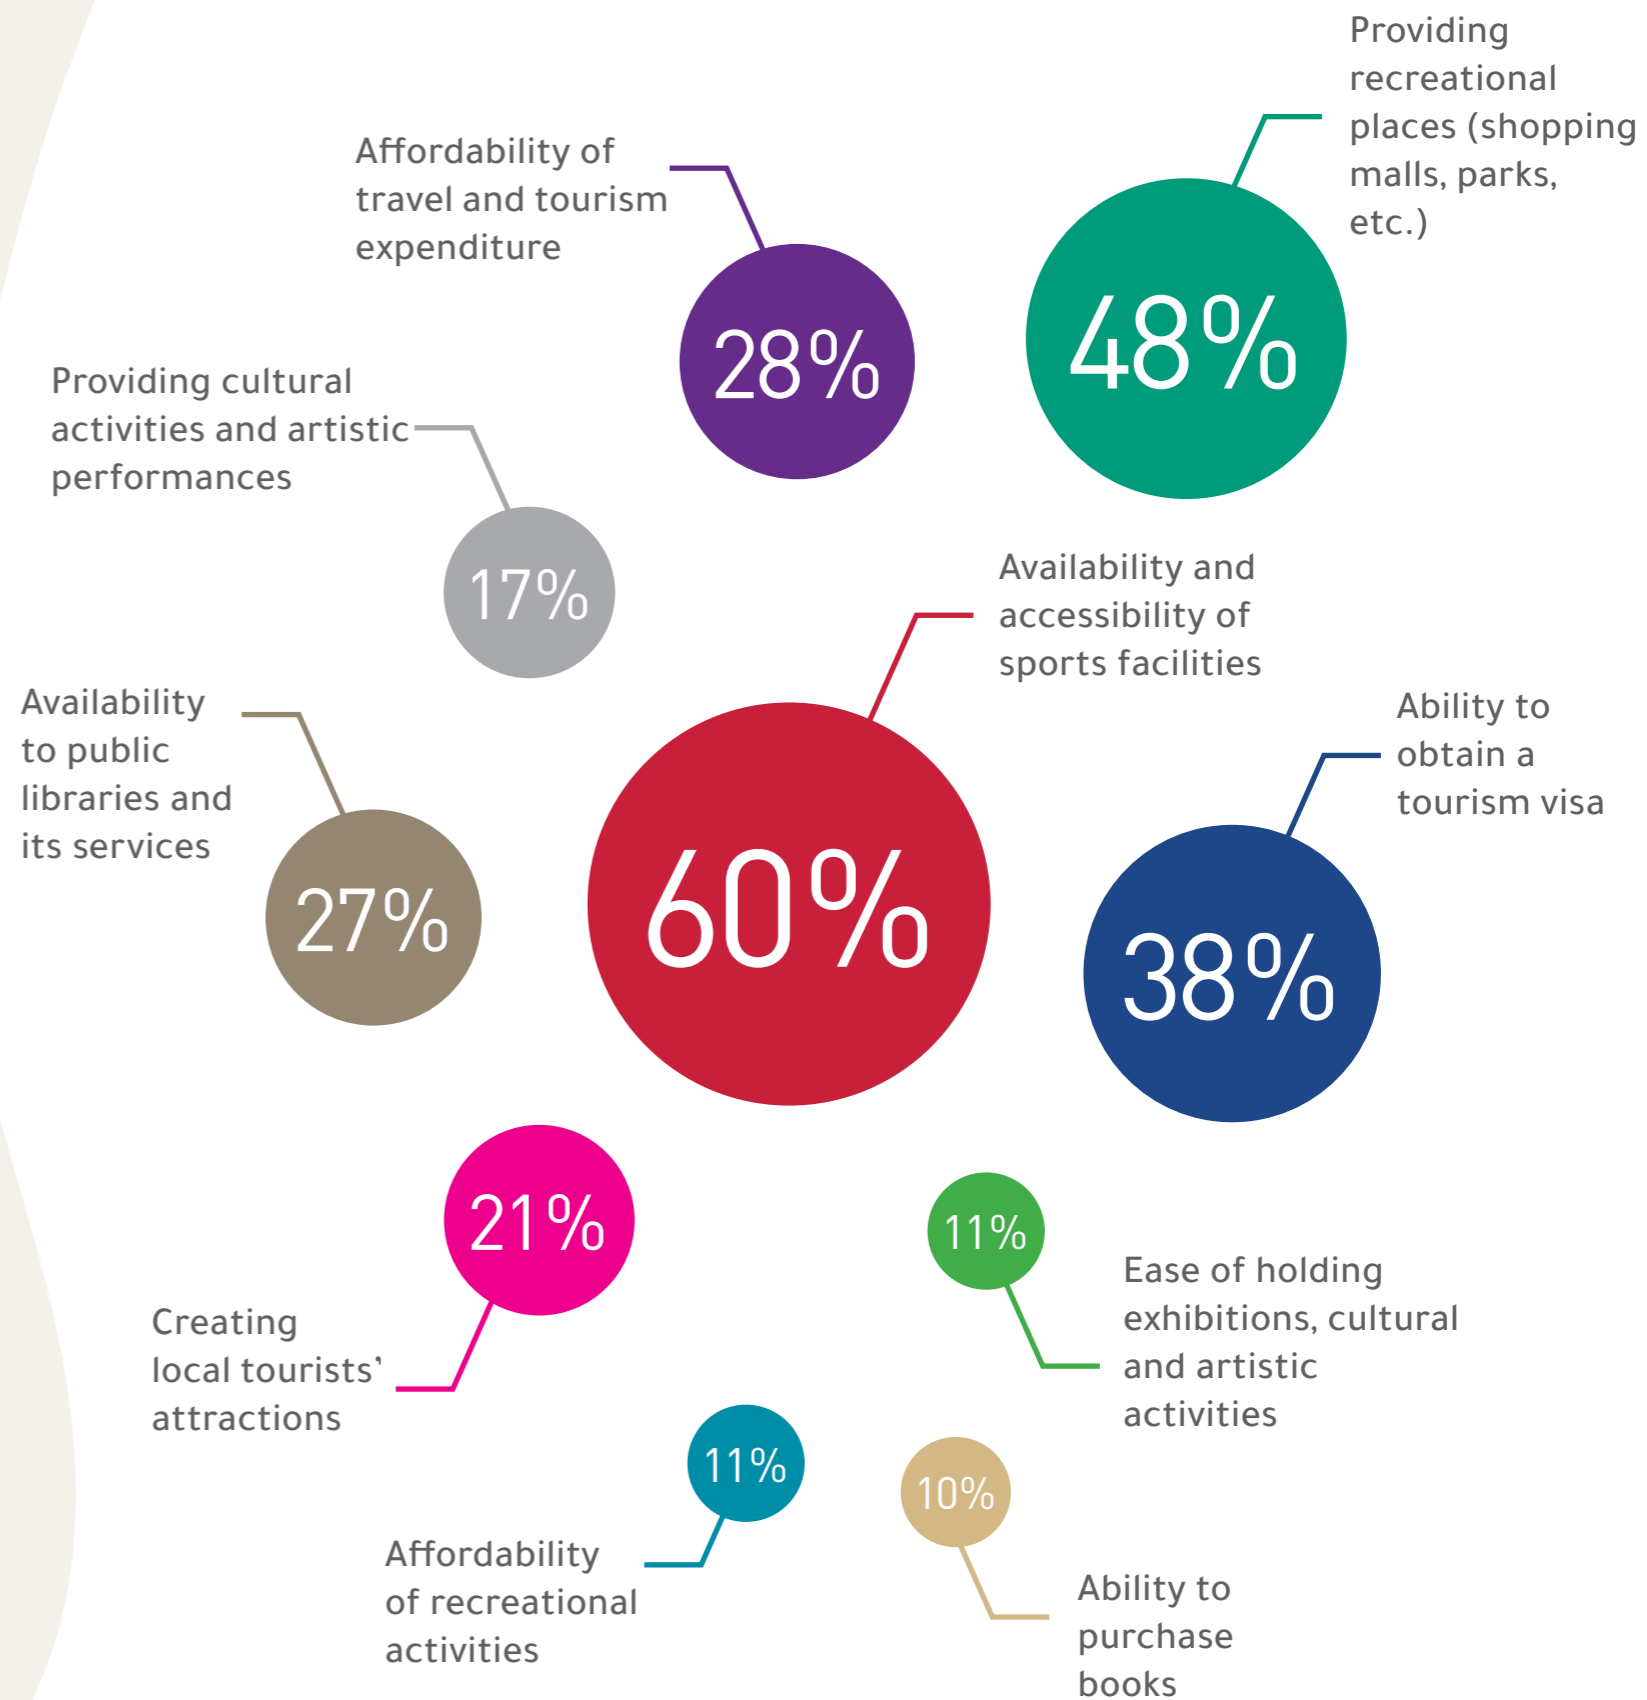 Providing
recreational
places (shopping
malls, parks,
etc.)
48%
Affordability of
travel and tourism
expenditure
28%
Providing cultural
activities and artistic
performances
17%
Availability and
accessibility of
sports facilities
60%
Availability
to public
libraries and
its services
27%
Ability to
obtain a
tourism visa
38%
21%
Creating
local tourists'
attractions
11%
Ease of holding
exhibitions, cultural
and artistic
activities
11%
Affordability
of recreational
activities
10%
Ability to
purchase
books